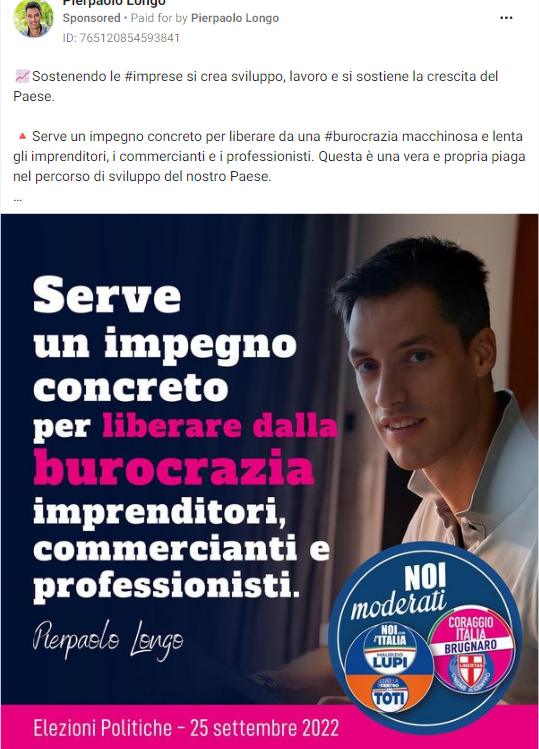 Pierpaolo Longo
Sponsored • Paid for by Pierpaolo Longo
ID: 765120854593841
📈Sostenendo le #imprese si crea sviluppo, lavoro e si sostiene la crescita del
Paese.
🔺Serve un impegno concreto per liberare da una #burocrazia macchinosa e lenta
gli imprenditori, i commercianti e i professionisti. Questa è una vera e propria piaga
nel percorso di sviluppo del nostro Paese.
...
Serve
un impegno
concreto
per liberare dalla
burocrazia
imprenditori,
commercianti e
professionisti.
Pierpaolo Longo
NOI
moderati
NOI
L'ITALIA
MAURIZIO
LUPI
ITALIA
CENTRO
TOTI
CORAGGIO
ITALIA
BRUGNARO
LIBERTAS
UNIONE DI CENTRO
Elezioni Politiche - 25 settembre 2022